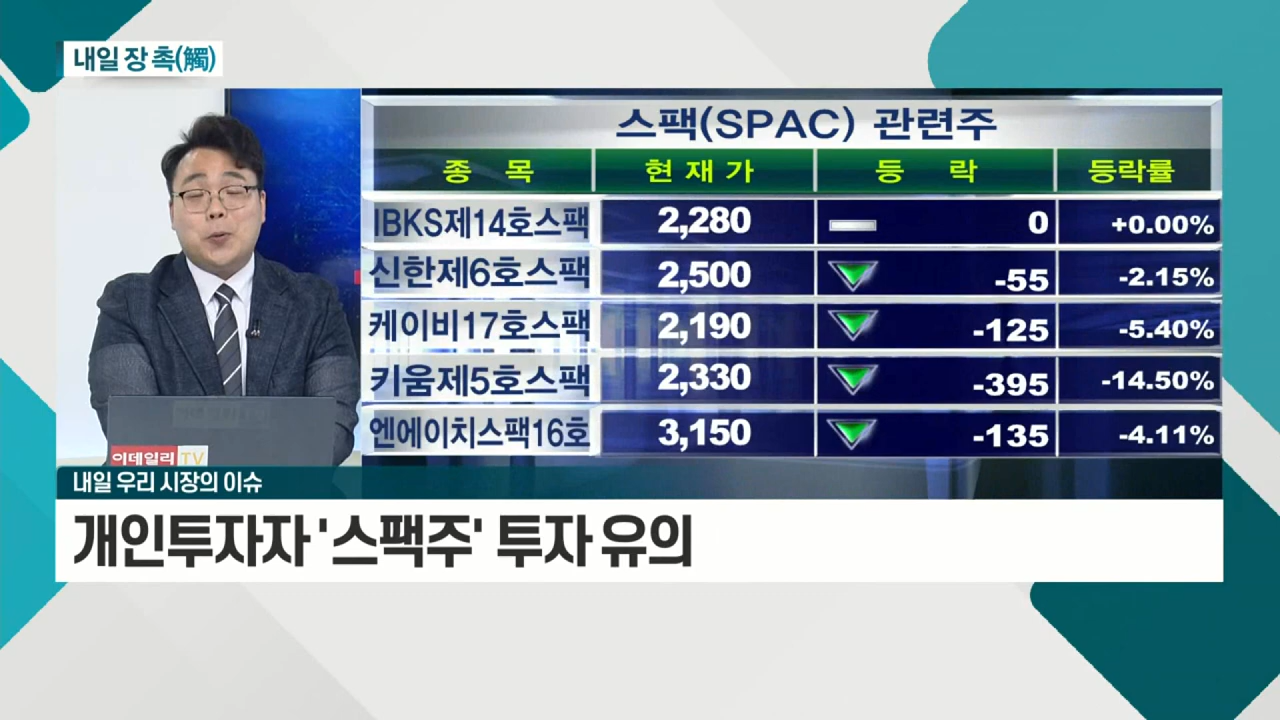 내일 장 촉(觸)
스팩(SPAC) 관련주
종 목 현 재 가 등 락 등락률
IBKS제14호스팩 2,280 0 +0.00%
신한제6호스팩 2,500 -55 -2.15%
케이비17호스팩 2,190 -125 -5.40%
키움제5호스팩 2,330 -395 -14.50%
엔에이치스팩16호 3,150 -135 -4.11%
이데일리TV
내일 우리 시장의 이슈
개인투자자 '스팩주' 투자 유의